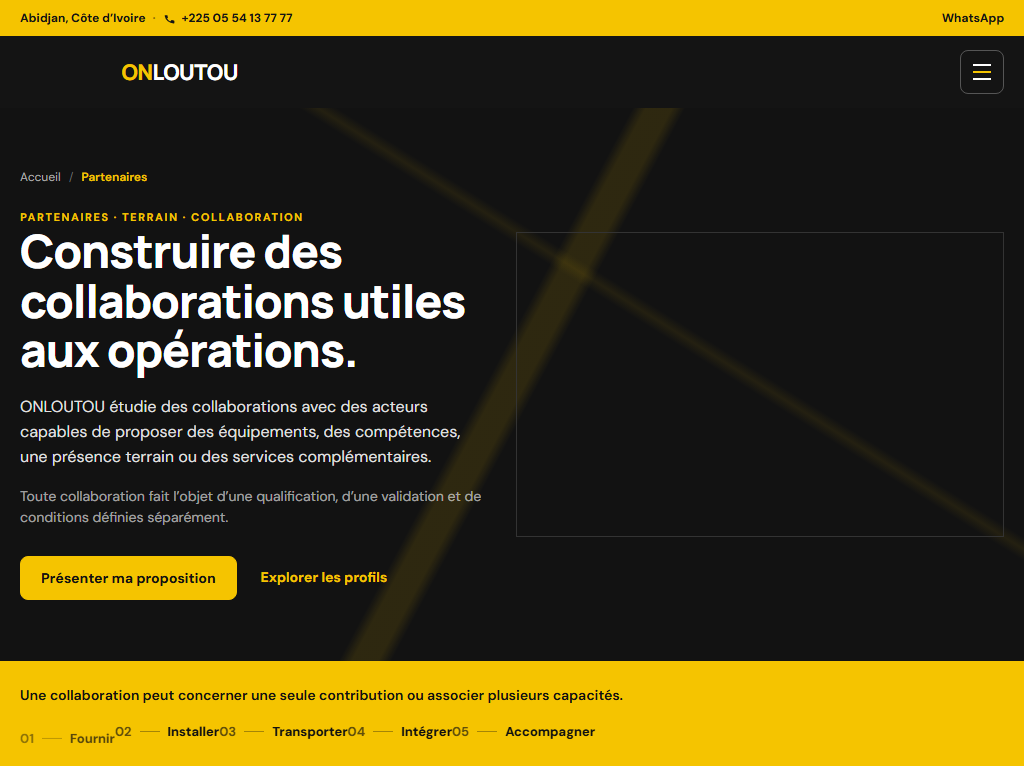 Abidjan, Côte d’Ivoire · +225 05 54 13 77 77
WhatsApp
ONLOUTOU
Accueil / Partenaires
PARTENAIRES · TERRAIN · COLLABORATION
Construire des
collaborations utiles
aux opérations.
ONLOUTOU étudie des collaborations avec des acteurs
capables de proposer des équipements, des compétences,
une présence terrain ou des services complémentaires.
Toute collaboration fait l’objet d’une qualification, d’une validation et de
conditions définies séparément.
Présenter ma proposition
Explorer les profils
Une collaboration peut concerner une seule contribution ou associer plusieurs capacités.
01 Fournir 02 Installer 03 Transporter 04 Intégrer 05 Accompagner